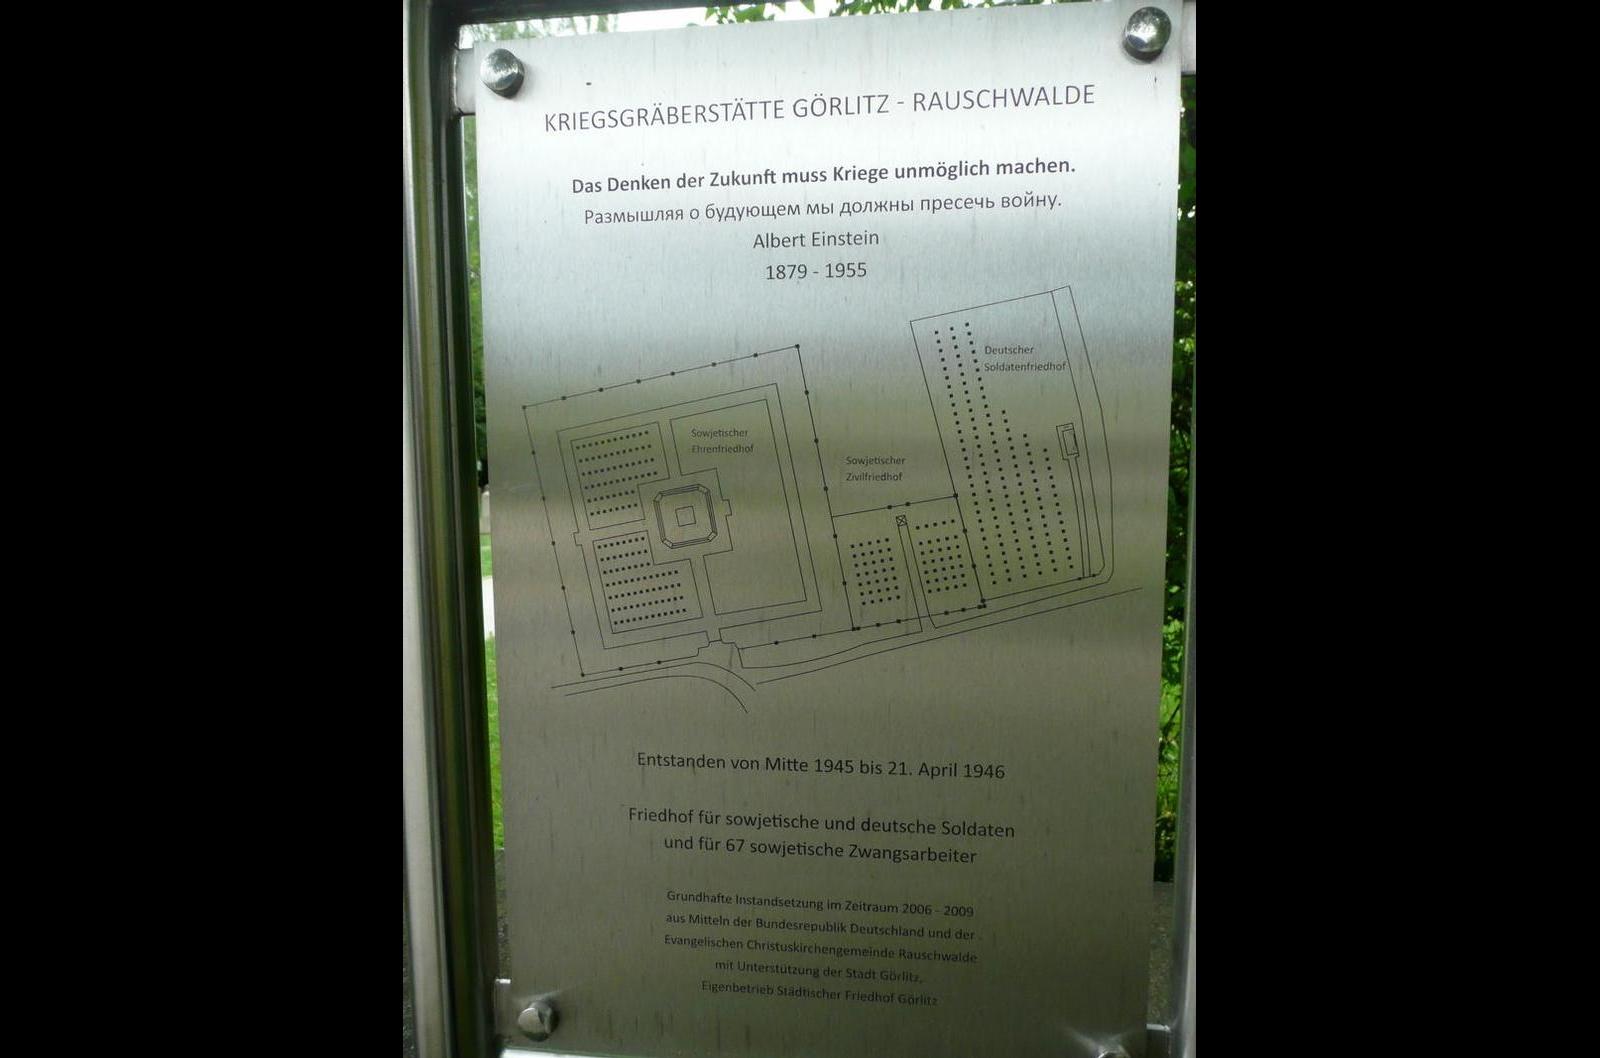 KRIEGSGRÄBERSTÄTTE GÖRLITZ - RAUSCHWALDE
Das Denken der Zukunft muss Kriege unmöglich machen.
Размышляя о будующем мы должны пресечь войну.
Albert Einstein
1879 - 1955
Deutscher
Soldatenfriedhof
Sowjetischer
Ehrenfriedhof
Sowjetischer
Zivilfriedhof
Entstanden von Mitte 1945 bis 21. April 1946
Friedhof für sowjetische und deutsche Soldaten
und für 67 sowjetische Zwangsarbeiter
Grundhafte Instandsetzung im Zeitraum 2006 - 2009
aus Mitteln der Bundesrepublik Deutschland und der
Evangelischen Christuskirchengemeinde Rauschwalde
mit Unterstützung der Stadt Görlitz,
Eigenbetrieb Städtischer Friedhof Görlitz